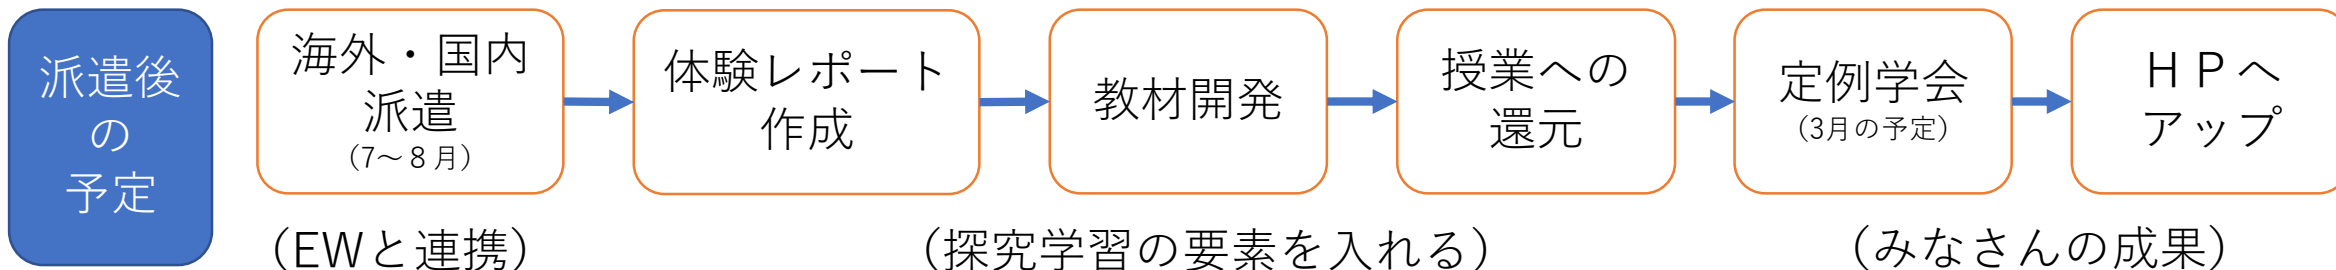 派遣後
の
予定
海外・国内
派遣
（7～８月）
体験レポート
作成
教材開発
授業への
還元
定例学会
（3月の予定）
ＨＰへ
アップ
（EWと連携）
（探究学習の要素を入れる）
（みなさんの成果）